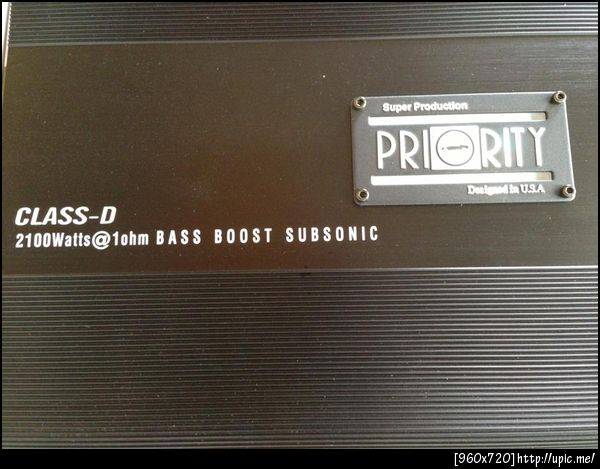 Super Production
PRIORITY
Designed in U.S.A
CLASS-D
2100Watts@1ohm BASS BOOST SUBSONIC
[960x720]http://upic.me/